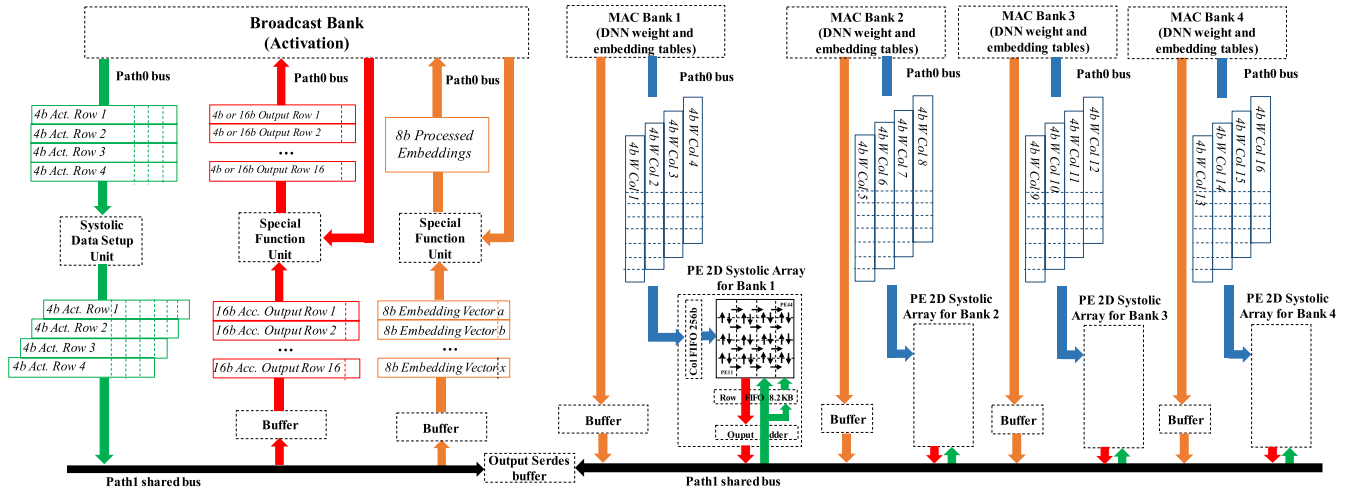 Broadcast Bank
(Activation)
Path0 bus
Path0 bus
Path0 bus
4b Act. Row 1
4b Act. Row 2
4b Act. Row 3
4b Act. Row 4
4b or 16b Output Row 1
4b or 16b Output Row 2
...
4b or 16b Output Row 16
8b Processed
Embeddings
Systolic
Data Setup
Unit
Special
Function
Unit
Special
Function
Unit
4b Act. Row 1
4b Act. Row 2
4b Act. Row 3
4b Act. Row 4
16b Acc. Output Row 1
16b Acc. Output Row 2
...
16b Acc. Output Row 16
8b Embedding Vector a
8b Embedding Vector b
...
8b Embedding Vector x
Buffer
Buffer
Path1 shared bus
Output Serdes
buffer
MAC Bank 1
(DNN weight and
embedding tables)
Path0 bus
4b W Col 1
4b W Col 2
4b W Col 3
4b W Col 4
PE 2D Systolic Array
for Bank 1
Col FIFO 256b
PE44
PE11
Row FIFO 8.2KB
Ouput dder
Buffer
Path1 shared bus
MAC Bank 2
(DNN weight and
embedding tables)
Path0 bus
4b W Col 5
4b W Col 6
4b W Col 7
4b W Col 8
PE 2D Systolic
Array for Bank 2
Buffer
MAC Bank 3
(DNN weight and
embedding tables)
Path0 bus
4b W Col 9
4b W Col 10
4b W Col 11
4b W Col 12
PE 2D Systolic
Array for Bank 3
Buffer
MAC Bank 4
(DNN weight and
embedding tables)
Path0 bus
4b W Col 13
4b W Col 14
4b W Col 15
4b W Col 16
PE 2D Systolic
Array for Bank 4
Buffer